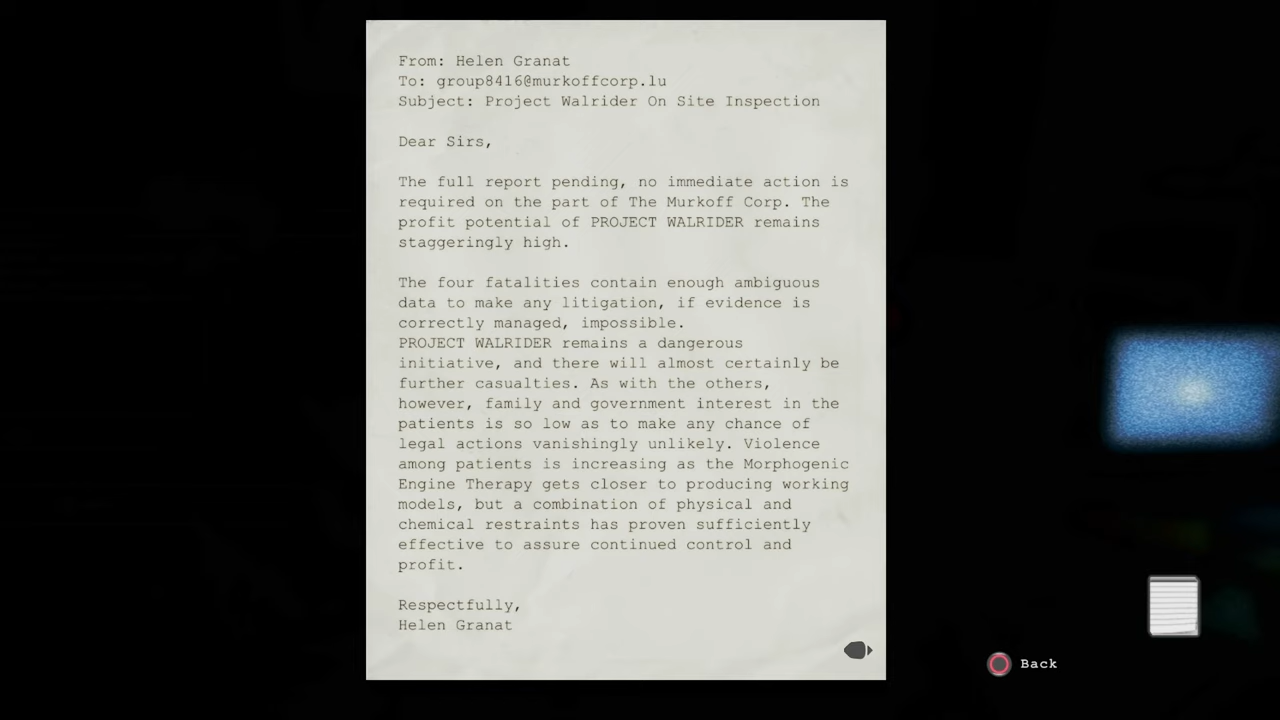 From: Helen Granat
To: group8416@murkoffcorp.lu
Subject: Project Walrider On Site Inspection
Dear Sirs,
The full report pending, no immediate action is
required on the part of The Murkoff Corp. The
profit potential of PROJECT WALRIDER remains
staggeringly high.
The four fatalities contain enough ambiguous
data to make any litigation, if evidence is
correctly managed, impossible.
PROJECT WALRIDER remains a dangerous
initiative, and there will almost certainly be
further casualties. As with the others,
however, family and government interest in the
patients is so low as to make any chance of
legal actions vanishingly unlikely. Violence
among patients is increasing as the Morphogenic
Engine Therapy gets closer to producing working
models, but a combination of physical and
chemical restraints has proven sufficiently
effective to assure continued control and
profit.
Respectfully,
Helen Granat
Back